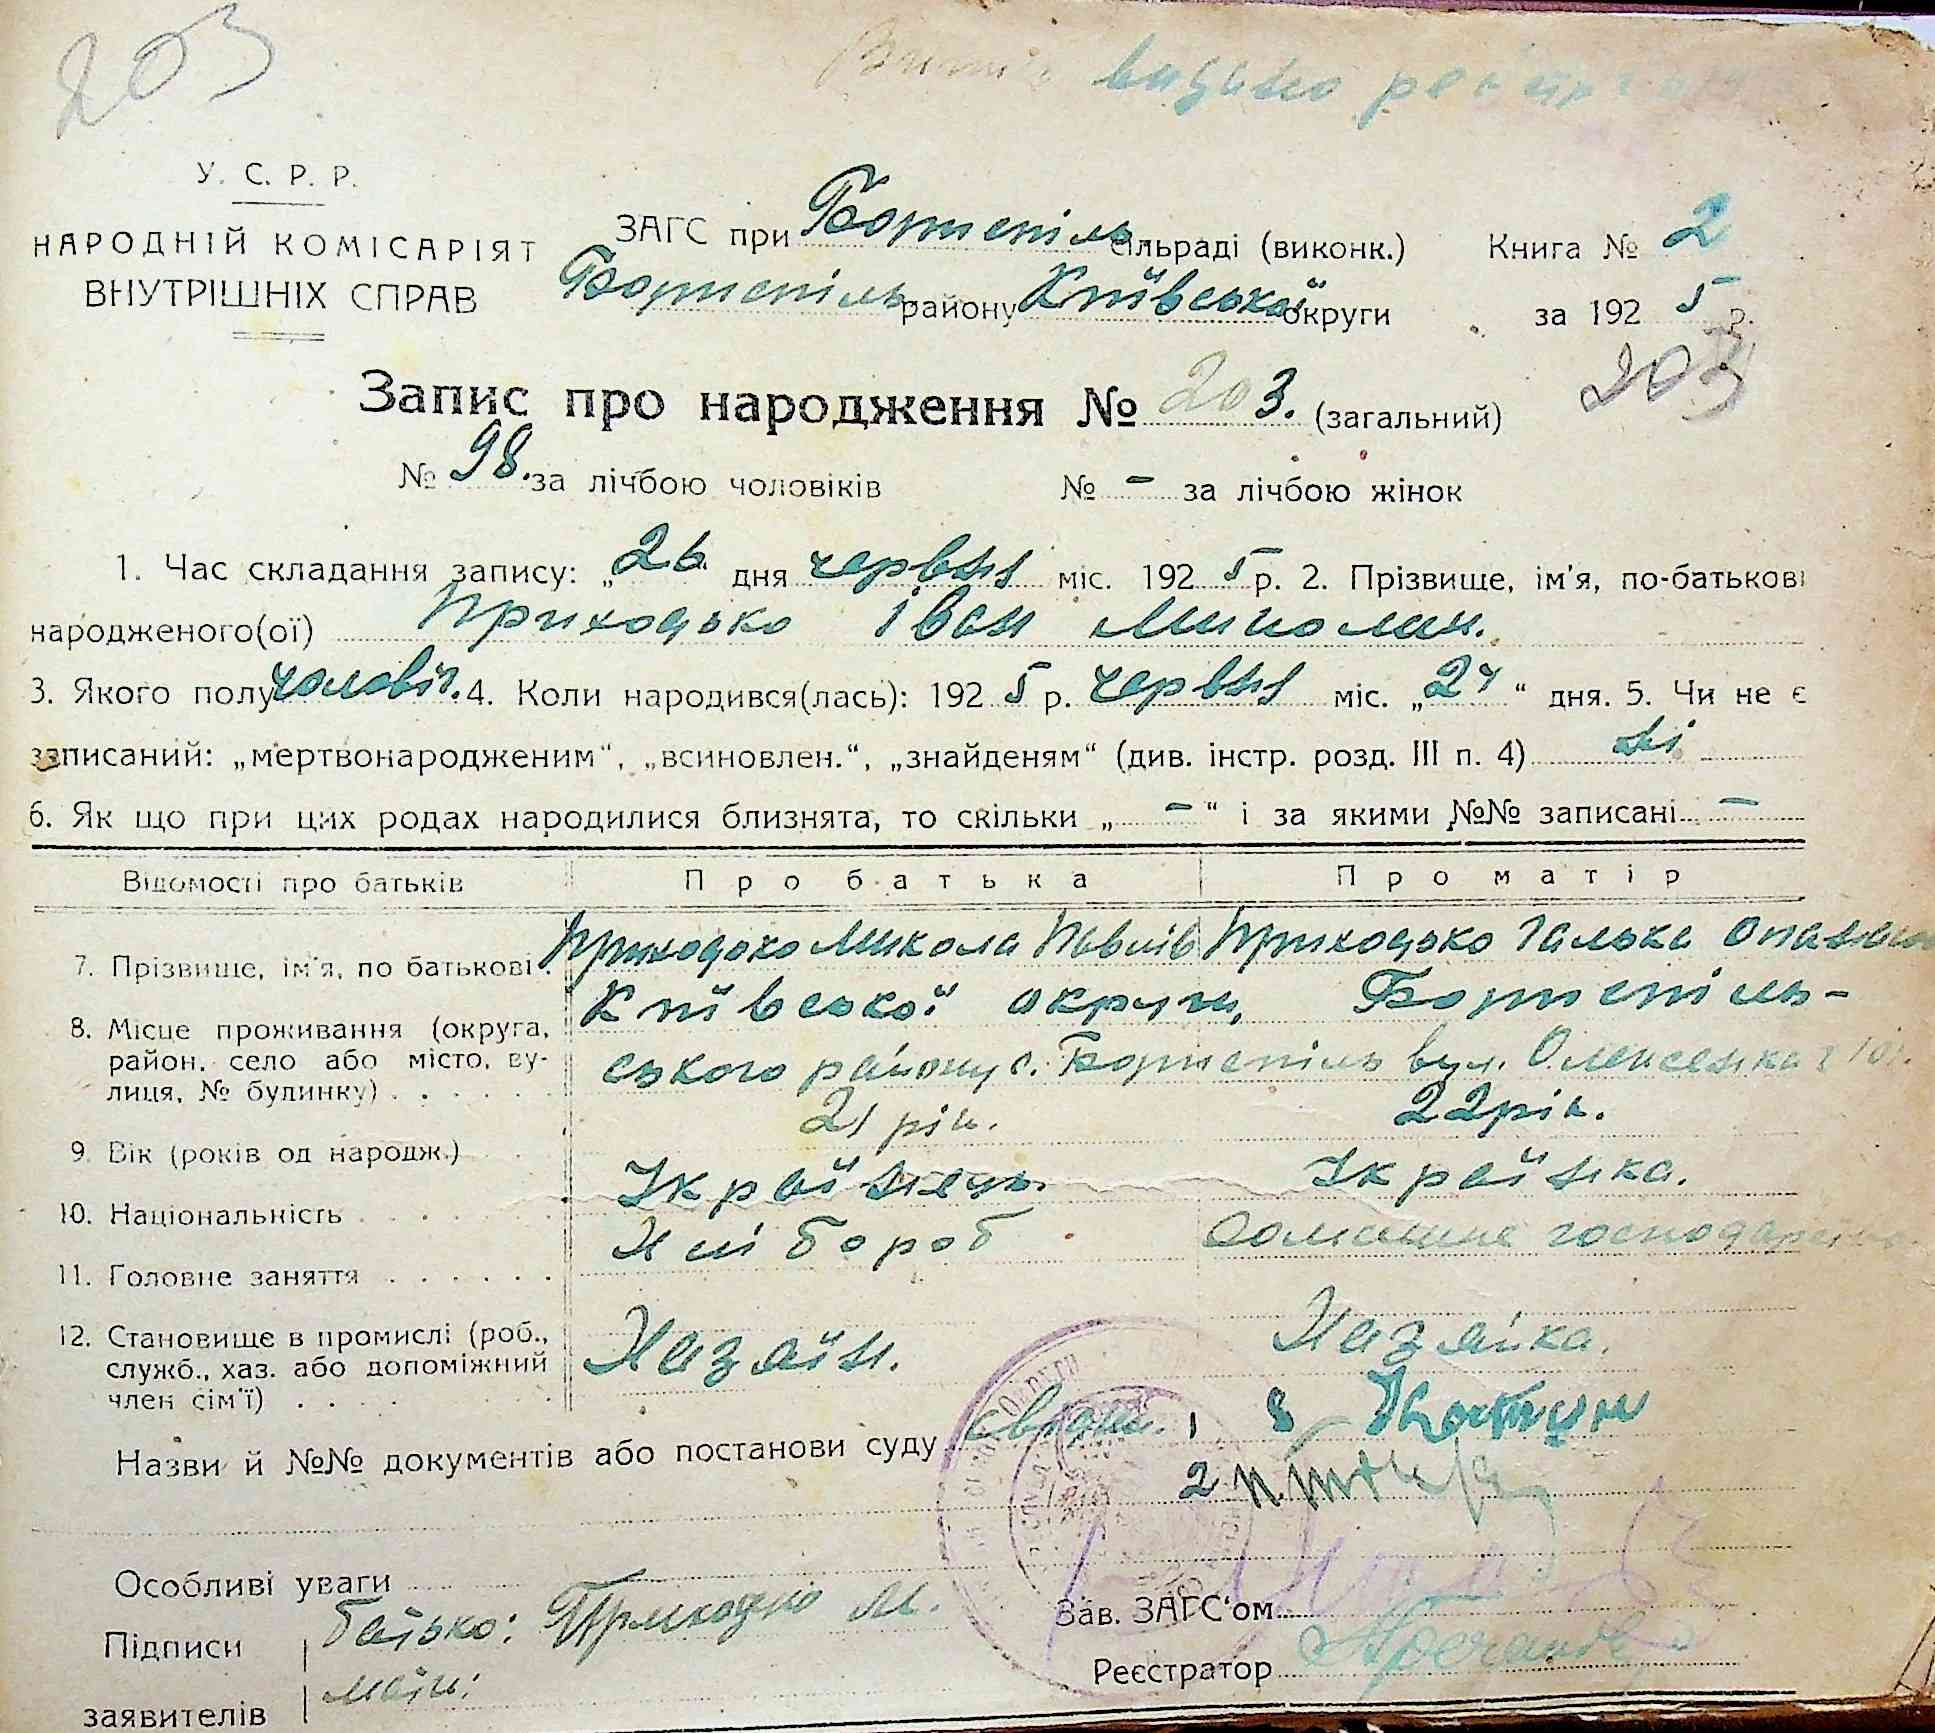 203
видано
У. С. Р. Р.
НАРОДНІЙ КОМІСАРІЯТ
ВНУТРІШНІХ СПРАВ
ЗАГС при Бориспіль сільраді (виконк.) Книга № 2
Бориспіль району Київської округи за 1925 р.
203
Запис про народження № 203. (загальний)
№ 98. за лічбою чоловіків № - за лічбою жінок
1. Час складання запису: „26 дня червня міс. 1925 р. 2. Прізвище, ім'я, по-батькові
народженого(ої) Приходько Іван Миколин.
3. Якого полу чоловіч. 4. Коли народився(лась): 1925 р. червня міс. „24“ дня. 5. Чи не є
записаний: „мертвонародженим“, „всиновлен.“, „знайденям“ (див. інстр. розд. III п. 4) ні
6. Як що при цих родах народилися близнята, то скільки „-“ і за якими №№ записані -
Відомості про батьків Про батька Про матір
7. Прізвище, ім'я, по батькові. Приходько Микола Павлів Приходько Галька
8. Місце проживання (округа, район, село або місто, вулиця, № будинку) Київської округи, Бориспіль-
ського району с. Бориспіль вул. Олексенка
9. Вік (років од народж.) 21 рік. 22 рік.
10. Національність Українець. Українка.
11. Головне заняття Хлібороб Домашнє господарство
12. Становище в промислі (роб., служб., хаз. або допоміжний член сім'ї) Хазяїн. Хазяйка.
Назви й №№ документів або постанови суду свідки. 1
2
Особливі уваги
Підписи заявителів
батько: Приходько М.
мати:
Зав. ЗАГС'ом
Реєстратор